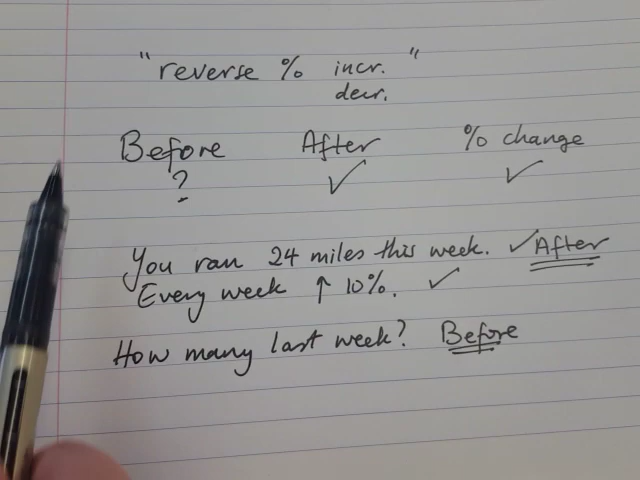 "reverse % incr. "
decr.
Before After % change
? ✓ ✓
You ran 24 miles this week. ✓ After
Every week ↑ 10%. ✓
How many last week? Before